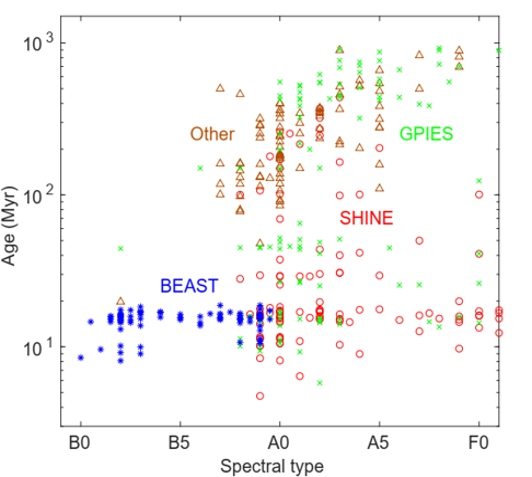 10^3
Other
GPIES
10^2
Age (Myr)
SHINE
BEAST
10^1
B0 B5 A0 A5 F0
Spectral type